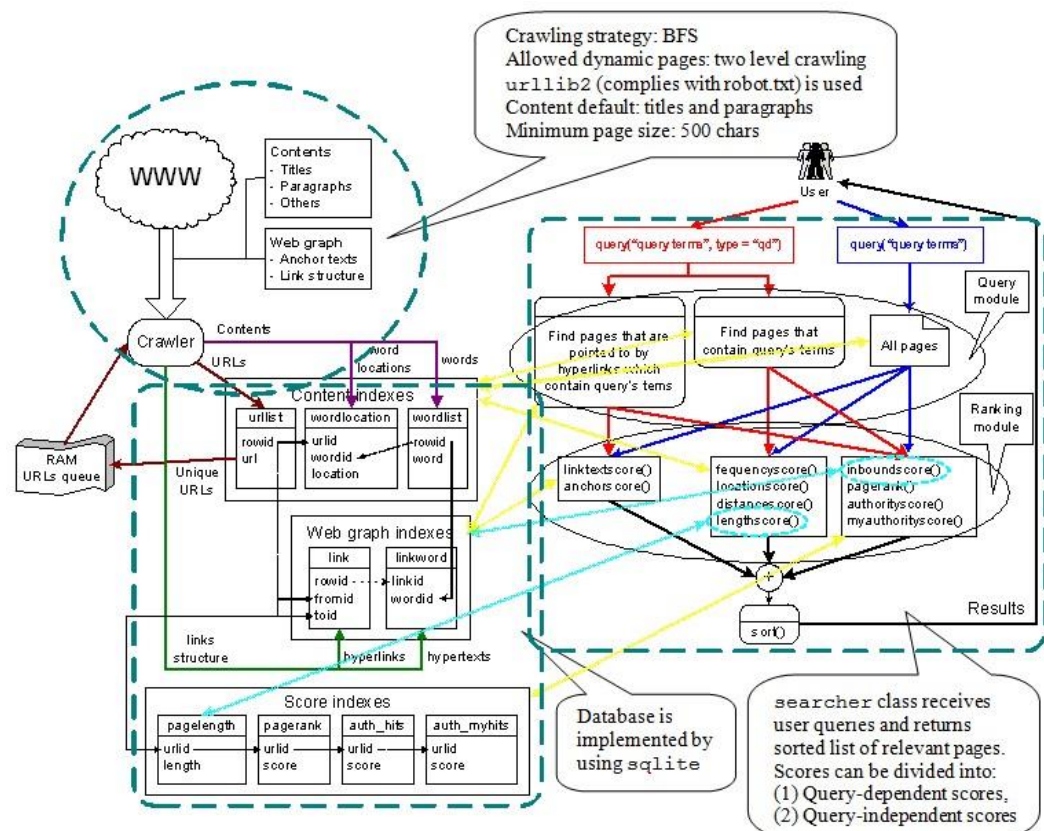 Crawling strategy: BFS
Allowed dynamic pages: two level crawling
urllib2 (complies with robot.txt) is used
Content default: titles and paragraphs
Minimum page size: 500 chars
WWW
Contents
- Titles
- Paragraphs
- Others
Web graph
- Anchor texts
- Link structure
User
query("query terms", type = "qd")
query("query terms")
Query
module
Find pages that are
pointed to by
hyperlinks which
contain query's tems
Find pages that
contain query's terms
All pages
Crawler
Contents
URLs
word
locations
words
Content indexes
urllist
rowid
url
wordlocation
urlid
wordid
location
wordlist
rowid
word
RAM
URLs queue
Unique
URLs
Ranking
module
linktextscore()
anchorscore()
fequencyscore()
locationscore()
distancescore()
lengthscore()
inboundscore()
pagerank()
authorityscore()
myauthorityscore()
+
sort()
Results
Web graph indexes
link
rowid
fromid
toid
linkword
linkid
wordid
links
structure
hyperlinks
hypertexts
Score indexes
pagelength
urlid
length
pagerank
urlid
score
auth_hits
urlid
score
auth_myhits
urlid
score
Database is
implemented by
using sqlite
searcher class receives
user queries and returns
sorted list of relevant pages.
Scores can be divided into:
(1) Query-dependent scores,
(2) Query-independent scores